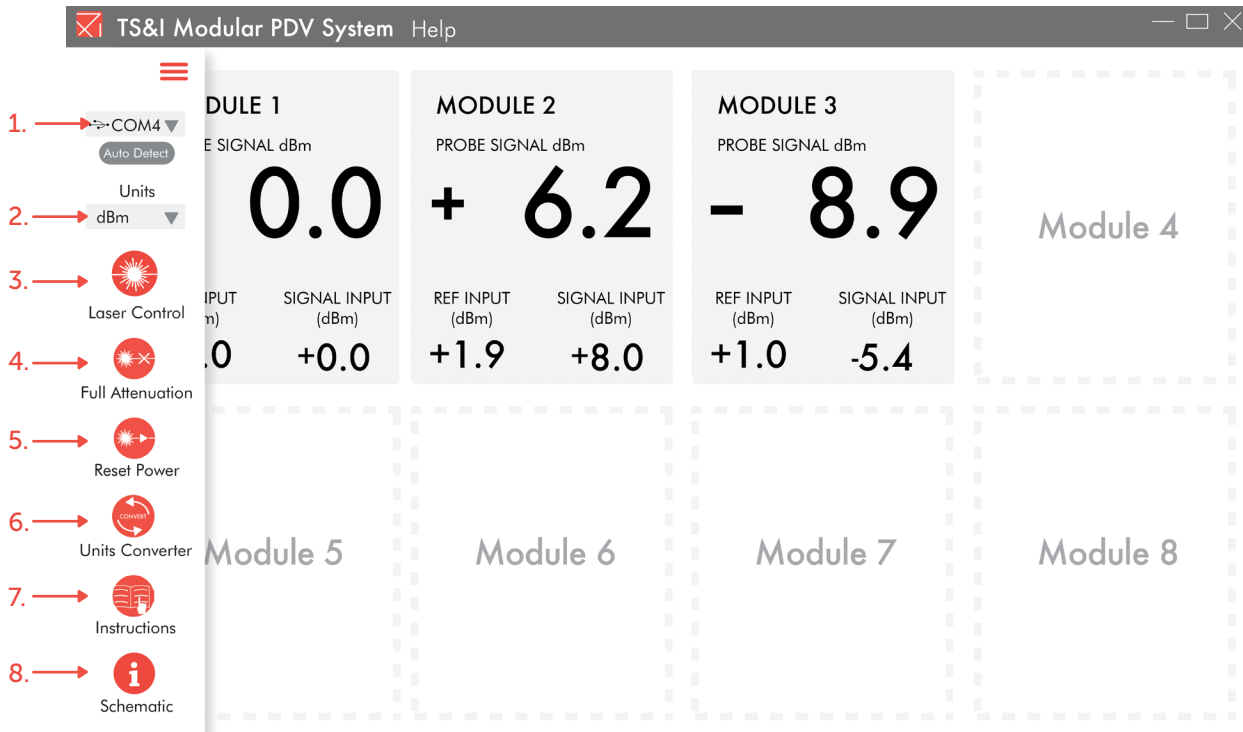 TS&I Modular PDV System Help
1.
COM4
Auto Detect
Units
2.
dBm
3.
Laser Control
4.
Full Attenuation
5.
Reset Power
6.
CONVERT
Units Converter
7.
Instructions
8.
Schematic
DULE 1
E SIGNAL dBm
0.0
PUT
m)
.0
SIGNAL INPUT
(dBm)
+0.0
MODULE 2
PROBE SIGNAL dBm
+ 6.2
REF INPUT
(dBm)
+1.9
SIGNAL INPUT
(dBm)
+8.0
MODULE 3
PROBE SIGNAL dBm
– 8.9
REF INPUT
(dBm)
+1.0
SIGNAL INPUT
(dBm)
-5.4
Module 4
Module 5
Module 6
Module 7
Module 8